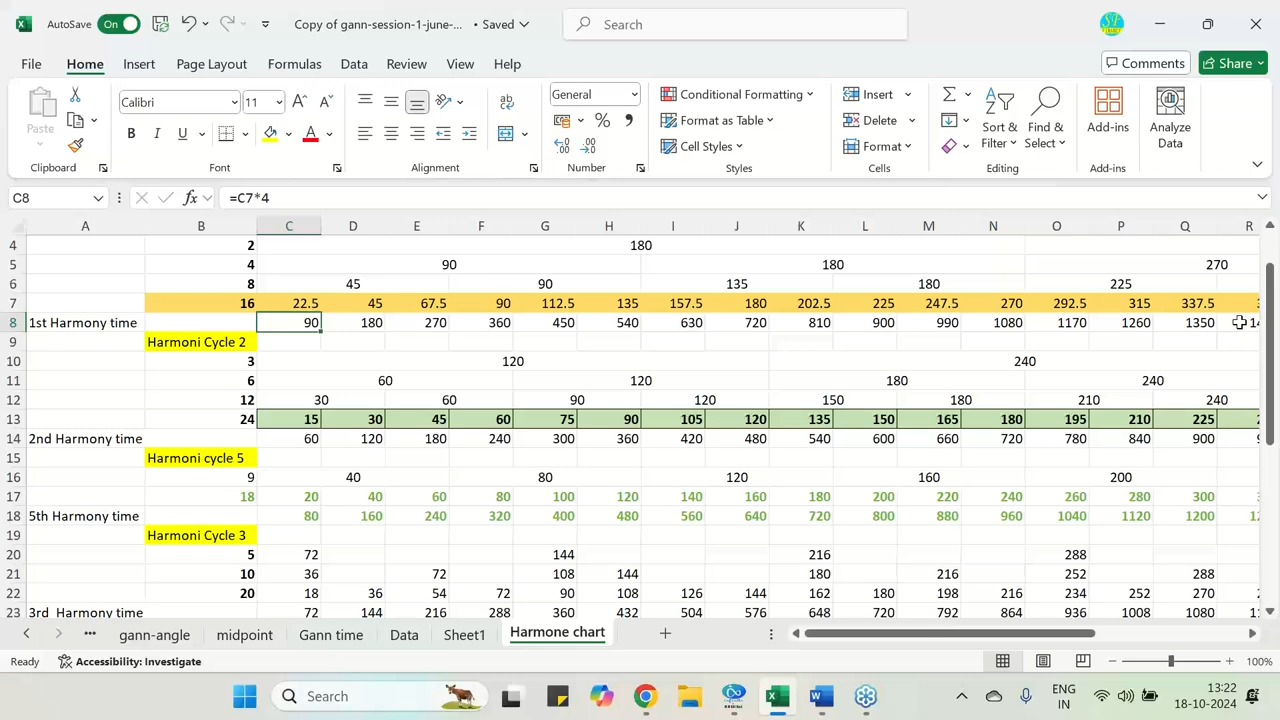 AutoSave On Copy of gann-session-1-june-... • Saved Search
File Home Insert Page Layout Formulas Data Review View Help Comments Share
Paste Calibri 11 General Conditional Formatting Insert
B I U A Format as Table Delete Sort & Find & Add-ins Analyze
Cell Styles Format Filter Select Data
Clipboard Font Alignment Number Styles Cells Editing Add-ins
C8 fx =C7*4
A B C D E F G H I J K L M N O P Q R
4 2 180
5 4 90 180 270
6 8 45 90 135 180 225
7 16 22.5 45 67.5 90 112.5 135 157.5 180 202.5 225 247.5 270 292.5 315 337.5
8 1st Harmony time 90 180 270 360 450 540 630 720 810 900 990 1080 1170 1260 1350
9 Harmoni Cycle 2
10 3 120 240
11 6 60 120 180 240
12 12 30 60 90 120 150 180 210 240
13 24 15 30 45 60 75 90 105 120 135 150 165 180 195 210 225
14 2nd Harmony time 60 120 180 240 300 360 420 480 540 600 660 720 780 840 900
15 Harmoni cycle 5
16 9 40 80 120 160 200
17 18 20 40 60 80 100 120 140 160 180 200 220 240 260 280 300
18 5th Harmony time 80 160 240 320 400 480 560 640 720 800 880 960 1040 1120 1200
19 Harmoni Cycle 3
20 5 72 144 216 288
21 10 36 72 108 144 180 216 252 288
22 20 18 36 54 72 90 108 126 144 162 180 198 216 234 252 270
23 3rd Harmony time 72 144 216 288 360 432 504 576 648 720 792 864 936 1008 1080
gann-angle midpoint Gann time Data Sheet1 Harmone chart
Ready Accessibility: Investigate 100%
Search ENG 13:22
IN 18-10-2024